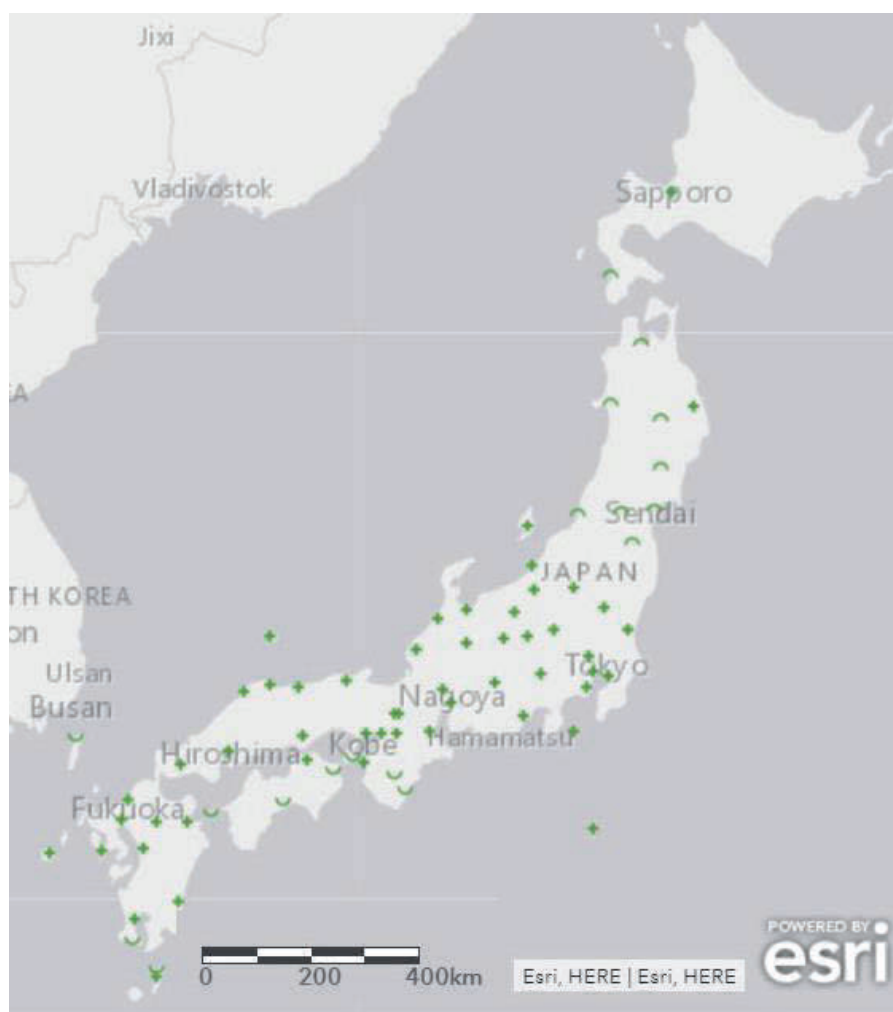 Jixi
Vladivostok
Sapporo
Sendai
JAPAN
TH KOREA
on
Ulsan
Tokyo
Nagoya
Busan
Hiroshima
Kobe
Hamamatsu
Fukuoka
0 200 400km
Esri, HERE | Esri, HERE
POWERED BY
esri